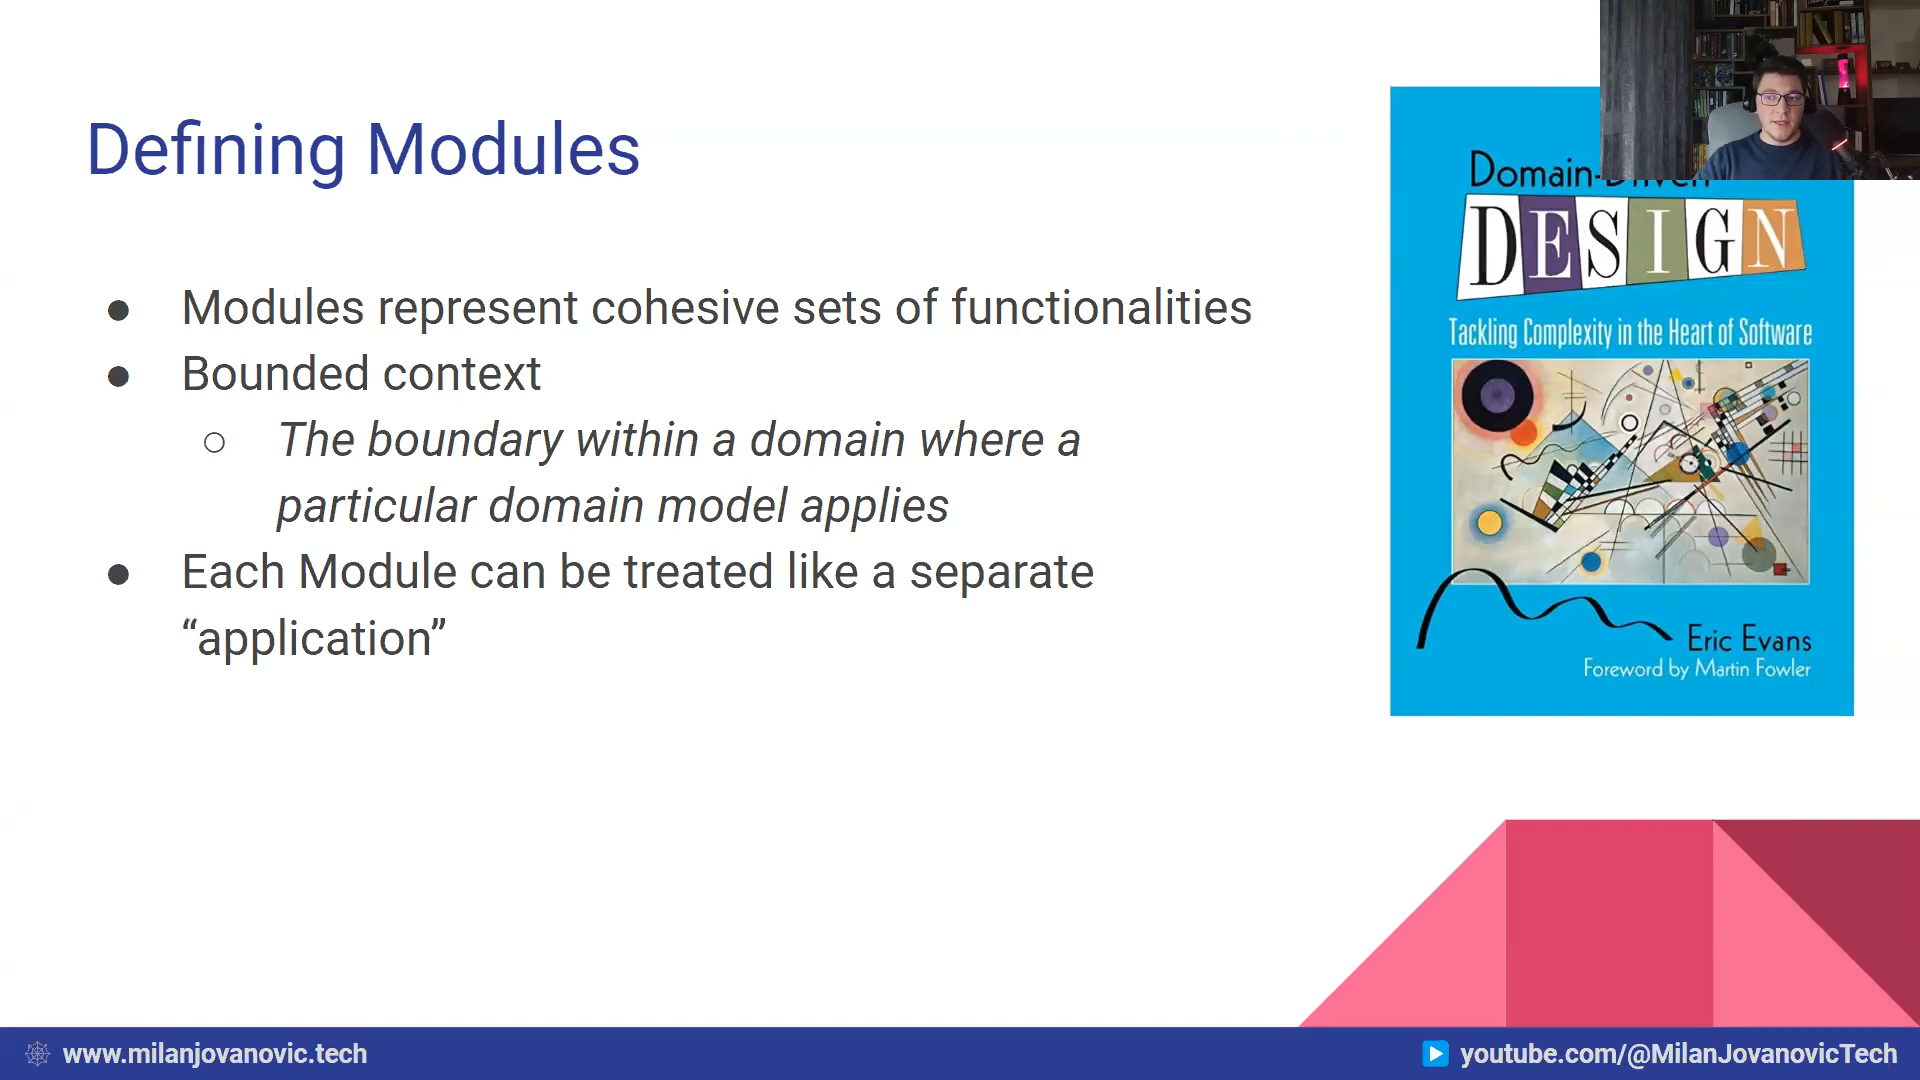 Defining Modules
● Modules represent cohesive sets of functionalities
● Bounded context
○ The boundary within a domain where a
particular domain model applies
● Each Module can be treated like a separate
“application”
Domain-Driven
DESIGN
Tackling Complexity in the Heart of Software
Eric Evans
Foreword by Martin Fowler
www.milanjovanovic.tech
youtube.com/@MilanJovanovicTech